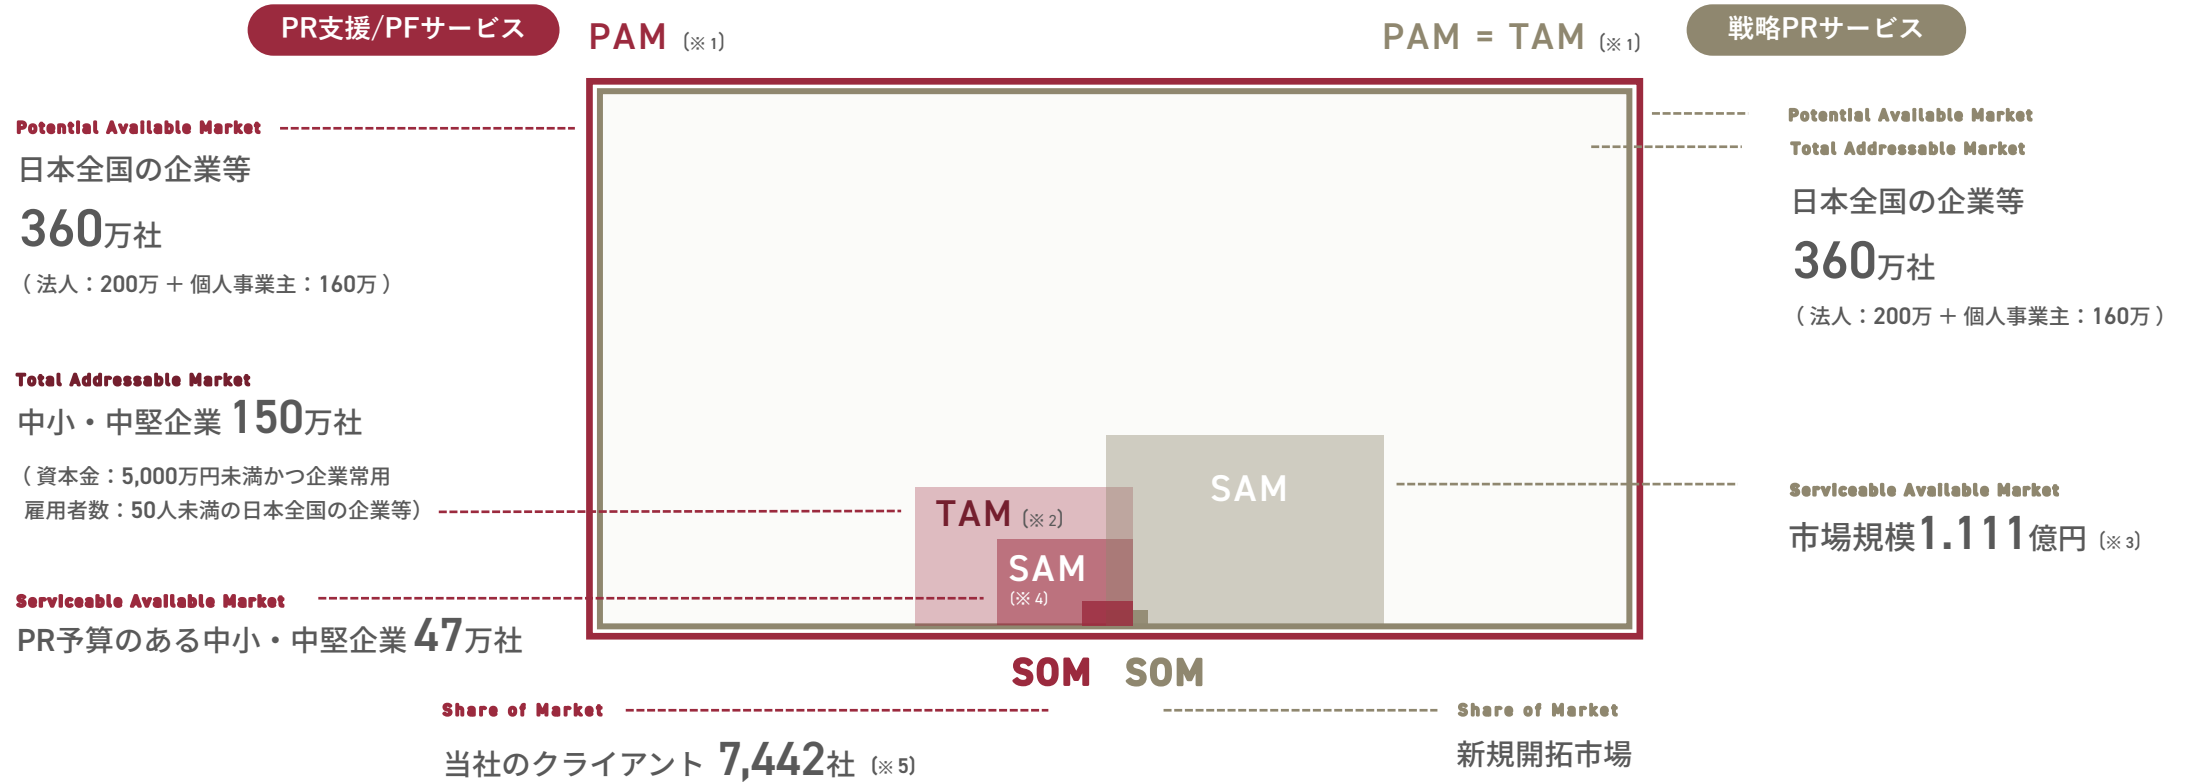 PR支援/PFサービス
PAM (※1)
PAM = TAM (※1)
戦略PRサービス
Potential Available Market
日本全国の企業等
360万社
（法人：200万 ＋ 個人事業主：160万）
Total Addressable Market
中小・中堅企業 150万社
（資本金：5,000万円未満かつ企業常用
雇用者数：50人未満の日本全国の企業等）
Serviceable Available Market
PR予算のある中小・中堅企業 47万社
TAM (※2)
SAM
(※4)
SAM
Potential Available Market
Total Addressable Market
日本全国の企業等
360万社
（法人：200万 ＋ 個人事業主：160万）
Serviceable Available Market
市場規模1.111億円 (※3)
SOM
SOM
Share of Market
当社のクライアント 7,442社 (※5)
Share of Market
新規開拓市場